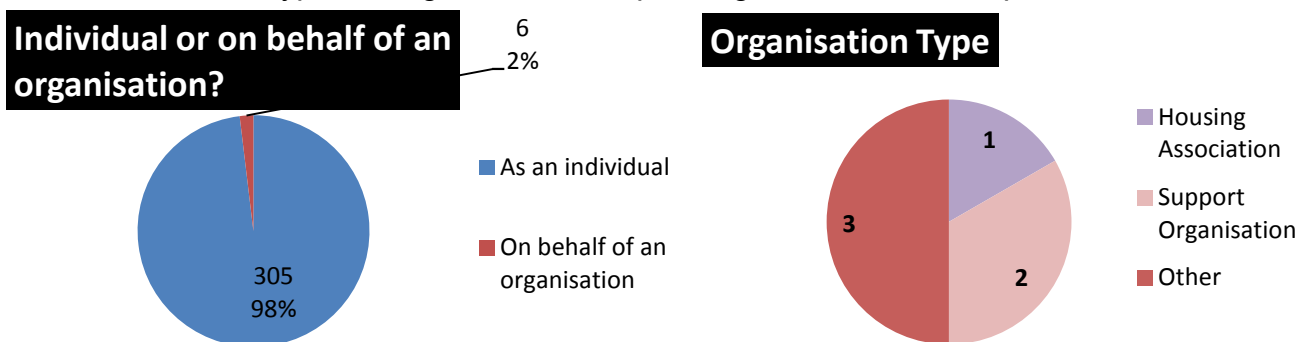 Individual or on behalf of an
organisation?
6
2%
As an individual
On behalf of an
organisation
305
98%
Organisation Type
1
3
2
Housing
Association
Support
Organisation
Other